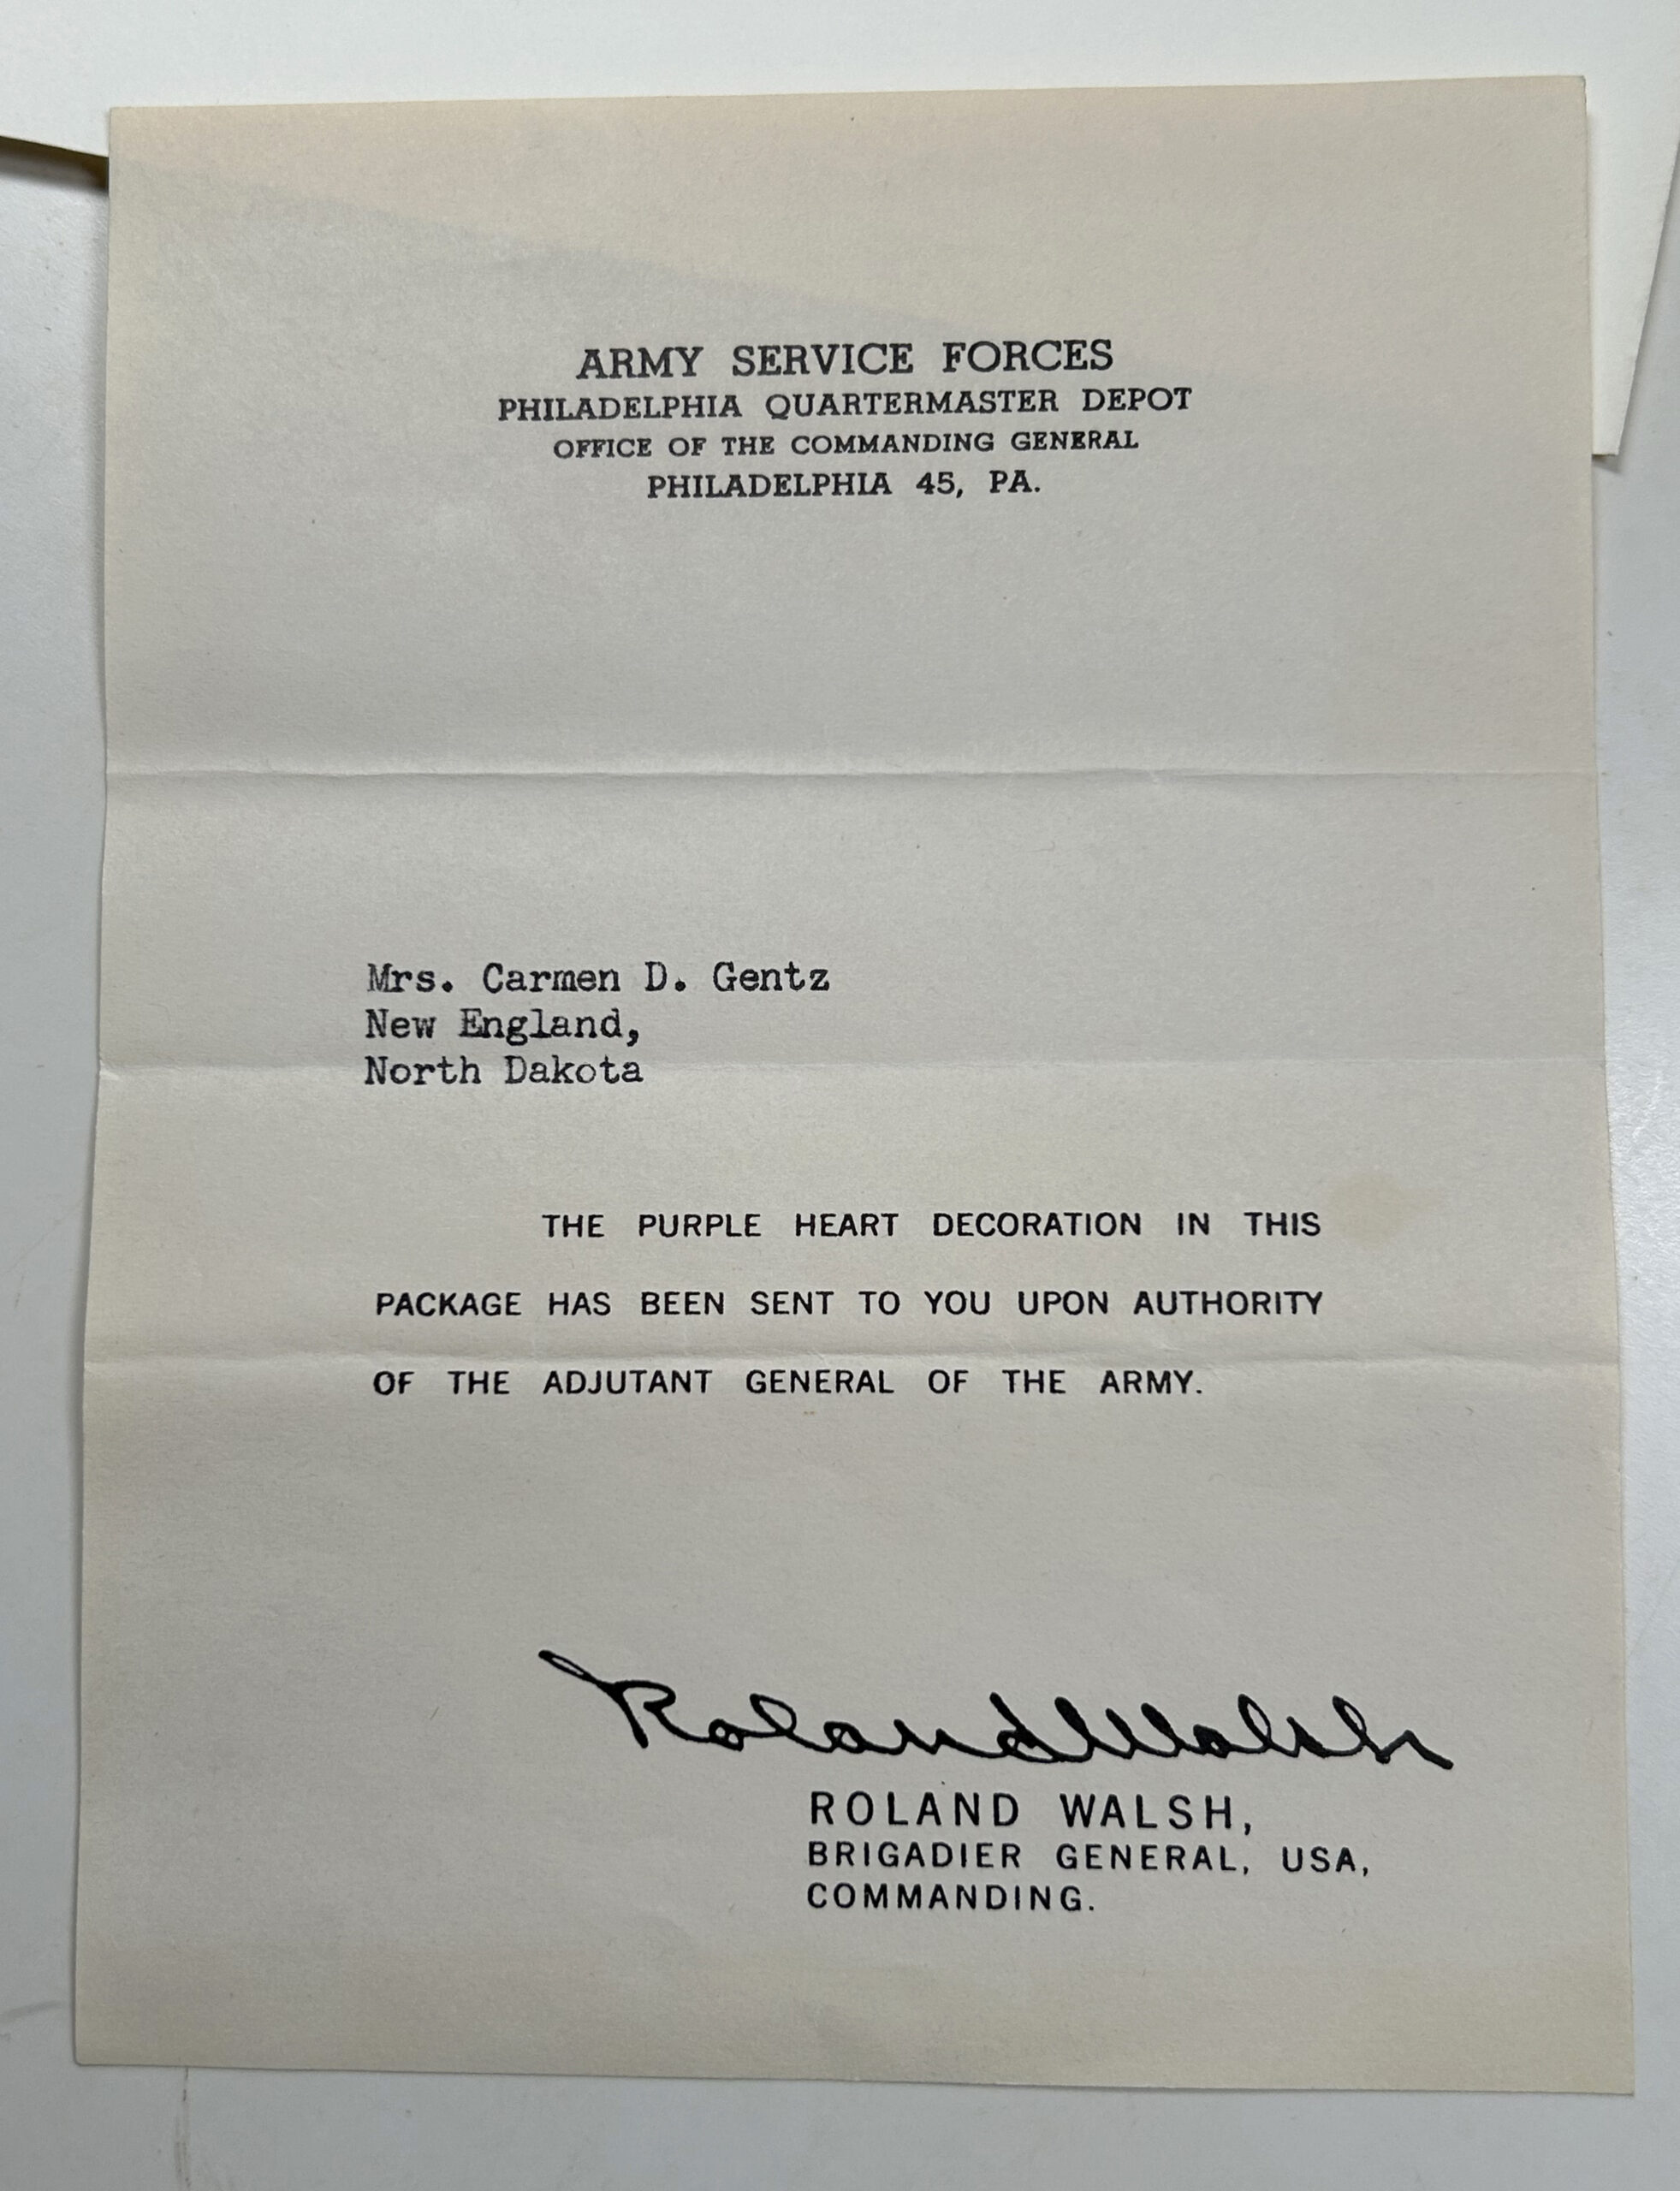 ARMY SERVICE FORCES
PHILADELPHIA QUARTERMASTER DEPOT
OFFICE OF THE COMMANDING GENERAL
PHILADELPHIA 45, PA.
Mrs. Carmen D. Gentz
New England,
North Dakota
THE PURPLE HEART DECORATION IN THIS
PACKAGE HAS BEEN SENT TO YOU UPON AUTHORITY
OF THE ADJUTANT GENERAL OF THE ARMY.
Roland Walsh
ROLAND WALSH,
BRIGADIER GENERAL, USA,
COMMANDING.